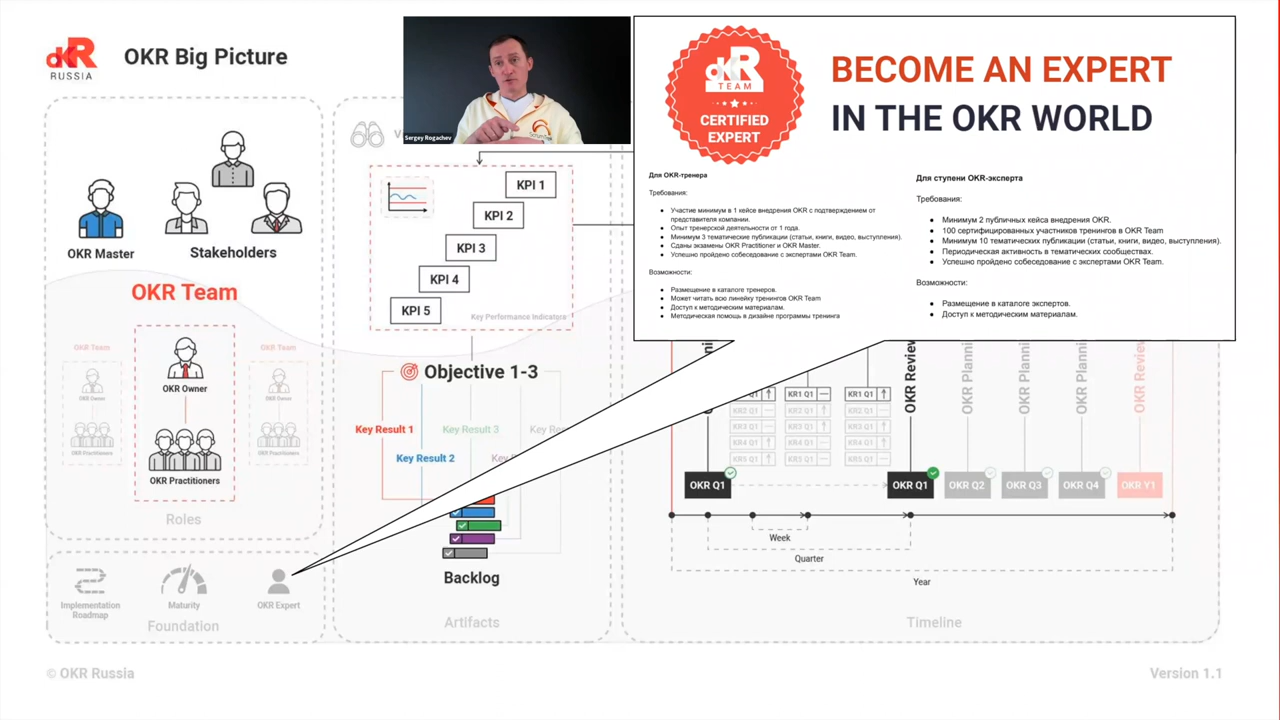 OKR
RUSSIA
OKR Big Picture
Sergey Rogachev
OKR
TEAM
CERTIFIED
EXPERT
BECOME AN EXPERT
IN THE OKR WORLD
Для OKR-тренера
Требования:
Участие минимум в 1 кейсе внедрения OKR с подтверждением от
представителя компании.
Опыт тренерской деятельности от 1 года.
Минимум 3 тематические публикации (статьи, книги, видео, выступления).
Сданы экзамены OKR Practitioner и OKR Master.
Успешно пройдено собеседование с экспертами OKR Team.
Возможности:
Размещение в каталоге тренеров.
Может читать всю линейку тренингов OKR Team
Доступ к методическим материалам.
Методическая помощь в дизайне программы тренинга
Для ступени OKR-эксперта
Требования:
Минимум 2 публичных кейса внедрения OKR.
100 сертифицированных участников тренингов в OKR Team
Минимум 10 тематических публикации (статьи, книги, видео, выступления).
Периодическая активность в тематических сообществах.
Успешно пройдено собеседование с экспертами OKR Team.
Возможности:
Размещение в каталоге экспертов.
Доступ к методическим материалам.
OKR Master
Stakeholders
OKR Team
OKR Team
OKR Owner
OKR Practitioners
OKR Owner
OKR Practitioners
OKR Team
OKR Owner
OKR Practitioners
Roles
Implementation
Roadmap
Maturity
OKR Expert
Foundation
KPI 1
KPI 2
KPI 3
KPI 4
KPI 5
Key Performance Indicators
Objective 1-3
Key Result 1
Key Result 2
Key Result 3
Backlog
Artifacts
KR1 Q1
KR1 Q1
KR2 Q1
KR2 Q1
KR3 Q1
KR3 Q1
KR3 Q1
KR4 Q1
KR4 Q1
KR4 Q1
KR5 Q1
KR5 Q1
KR5 Q1
OKR Review
OKR Planni
OKR Planni
OKR Planni
OKR Review
OKR Q1
OKR Q1
OKR Q2
OKR Q3
OKR Q4
OKR Y1
Week
Quarter
Year
Timeline
© OKR Russia
Version 1.1